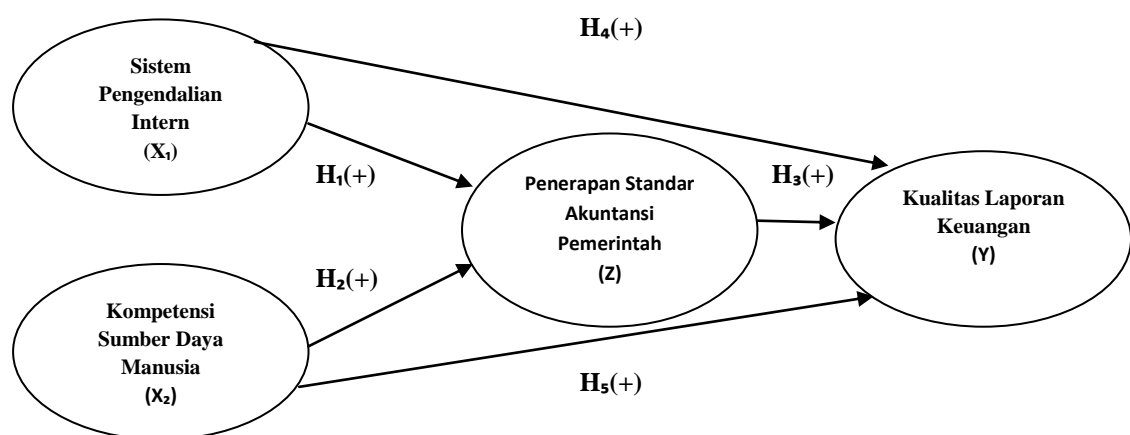 H₄(+)
Sistem
Pengendalian
Intern
(X₁)
H₁(+)
Penerapan Standar
Akuntansi
Pemerintah
(Z)
H₃(+)
Kualitas Laporan
Keuangan
(Y)
H₂(+)
Kompetensi
Sumber Daya
Manusia
(X₂)
H₅(+)